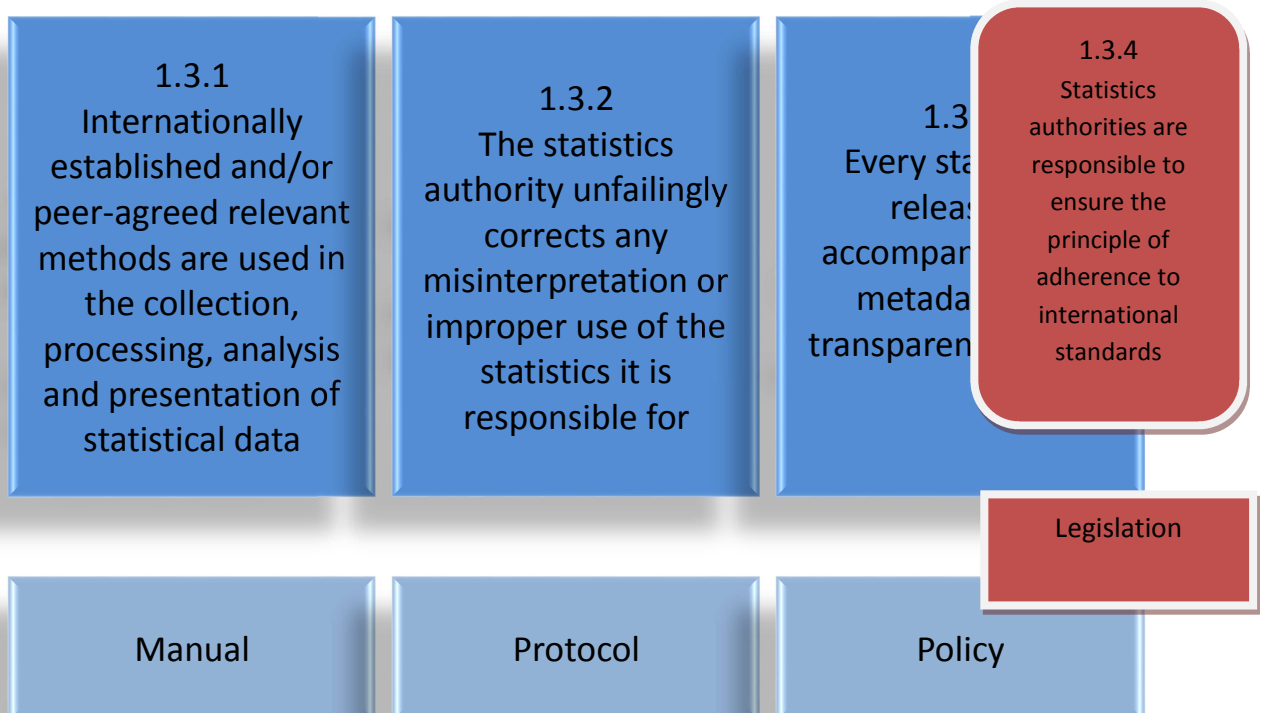 1.3.1
Internationally
established and/or
peer-agreed relevant
methods are used in
the collection,
processing, analysis
and presentation of
statistical data
1.3.2
The statistics
authority unfailingly
corrects any
misinterpretation or
improper use of the
statistics it is
responsible for
1.3
Every
1.3.4
Statistics
authorities are
responsible to
ensure the
principle of
adherence to
international
standards
Legislation
Manual
Protocol
Policy